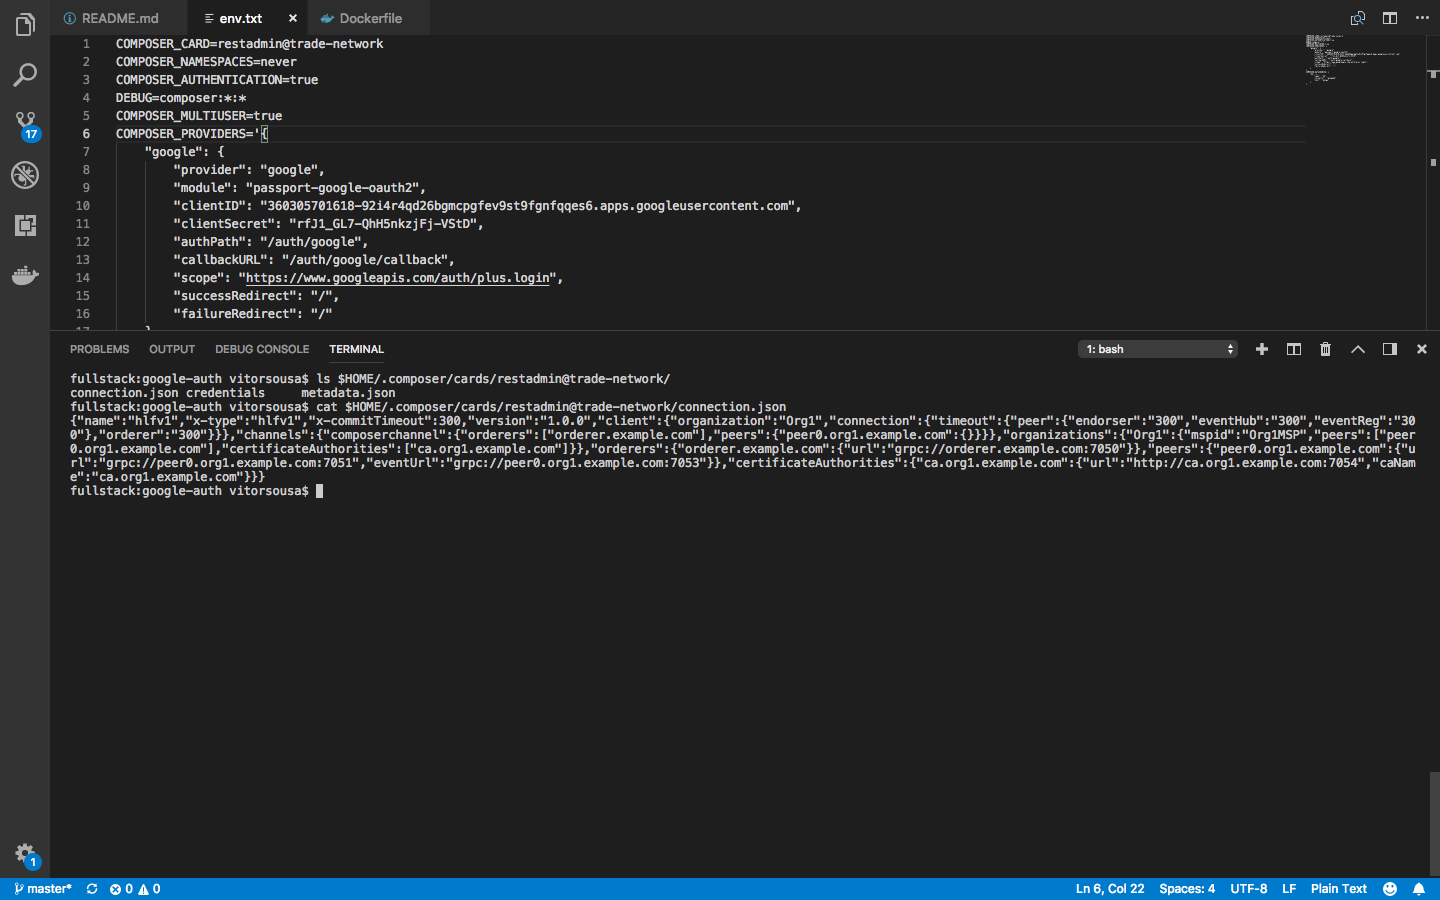 README.md env.txt Dockerfile
1 COMPOSER_CARD=restadmin@trade-network
2 COMPOSER_NAMESPACES=never
3 COMPOSER_AUTHENTICATION=true
4 DEBUG=composer:*:*
5 COMPOSER_MULTIUSER=true
6 COMPOSER_PROVIDERS='{
7 "google": {
8 "provider": "google",
9 "module": "passport-google-oauth2",
10 "clientID": "360305701618-92i4r4qd26bgmcpgfev9st9fgnfqqes6.apps.googleusercontent.com",
11 "clientSecret": "rfJ1_GL7-QhH5nkzjFj-VStD",
12 "authPath": "/auth/google",
13 "callbackURL": "/auth/google/callback",
14 "scope": "https://www.googleapis.com/auth/plus.login",
15 "successRedirect": "/",
16 "failureRedirect": "/"
17 }
17
PROBLEMS OUTPUT DEBUG CONSOLE TERMINAL 1: bash
fullstack:google-auth vitorsousa$ ls $HOME/.composer/cards/restadmin@trade-network/
connection.json credentials metadata.json
fullstack:google-auth vitorsousa$ cat $HOME/.composer/cards/restadmin@trade-network/connection.json
{"name":"hlfv1","x-type":"hlfv1","x-commitTimeout":300,"version":"1.0.0","client":{"organization":"Org1","connection":{"timeout":{"peer":{"endorser":"300","eventHub":"300","eventReg":"30
0"},"orderer":"300"}}},"channels":{"composerchannel":{"orderers":["orderer.example.com"],"peers":{"peer0.org1.example.com":{}}}},"organizations":{"Org1":{"mspid":"Org1MSP","peers":["peer
0.org1.example.com"],"certificateAuthorities":["ca.org1.example.com"]}},"orderers":{"orderer.example.com":{"url":"grpc://orderer.example.com:7050"}},"peers":{"peer0.org1.example.com":{"u
rl":"grpc://peer0.org1.example.com:7051","eventUrl":"grpc://peer0.org1.example.com:7053"}},"certificateAuthorities":{"ca.org1.example.com":{"url":"http://ca.org1.example.com:7054","caNam
e":"ca.org1.example.com"}}}
fullstack:google-auth vitorsousa$
1
master* 0 0 Ln 6, Col 22 Spaces: 4 UTF-8 LF Plain Text